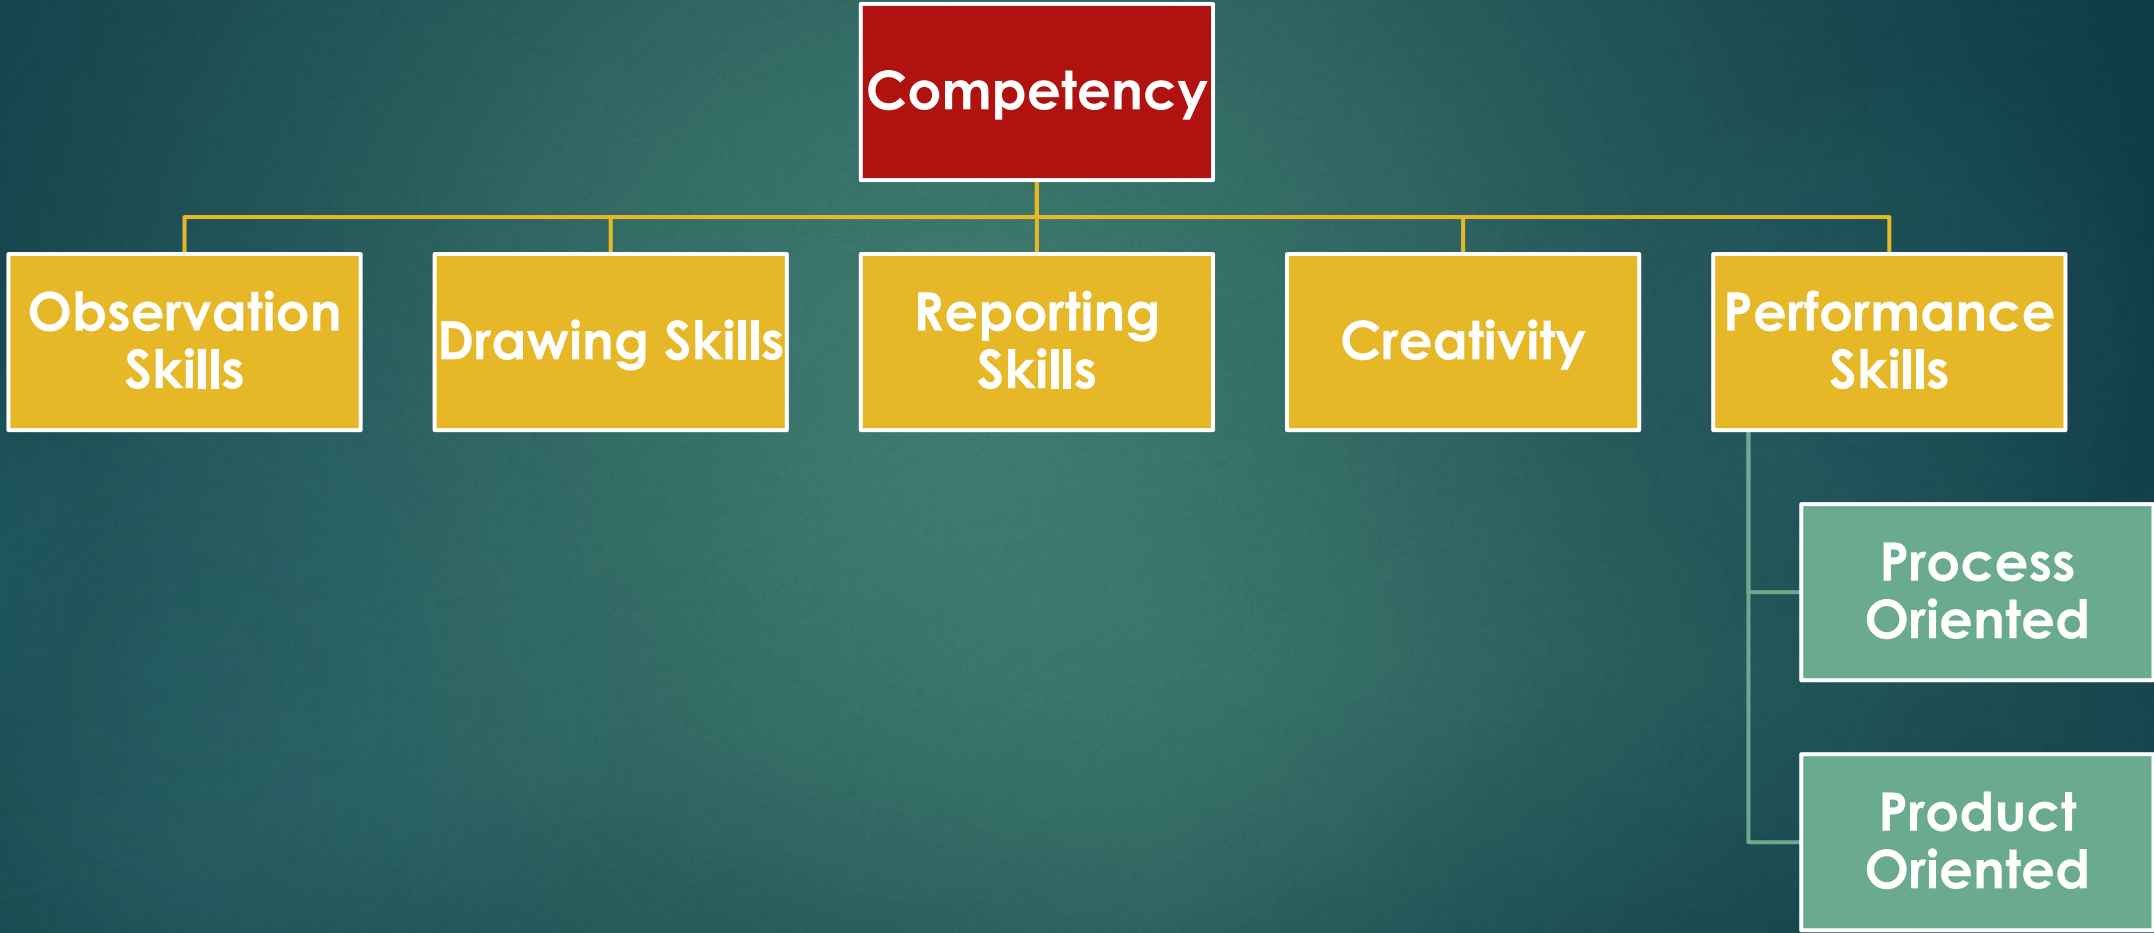 Competency
Observation
Skills
Drawing Skills
Reporting
Skills
Creativity
Performance
Skills
Process
Oriented
Product
Oriented